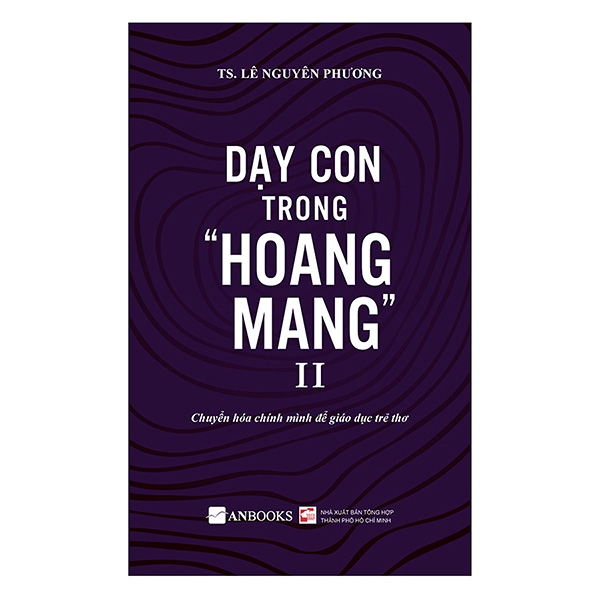 TS. LÊ NGUYÊN PHƯƠNG
DẠY CON
TRONG
“HOANG
MANG”
II
Chuyển hóa chính mình để giáo dục trẻ thơ
ANBOOKS
NHÀ XUẤT BẢN TỔNG HỢP
THÀNH PHỐ HỒ CHÍ MINH